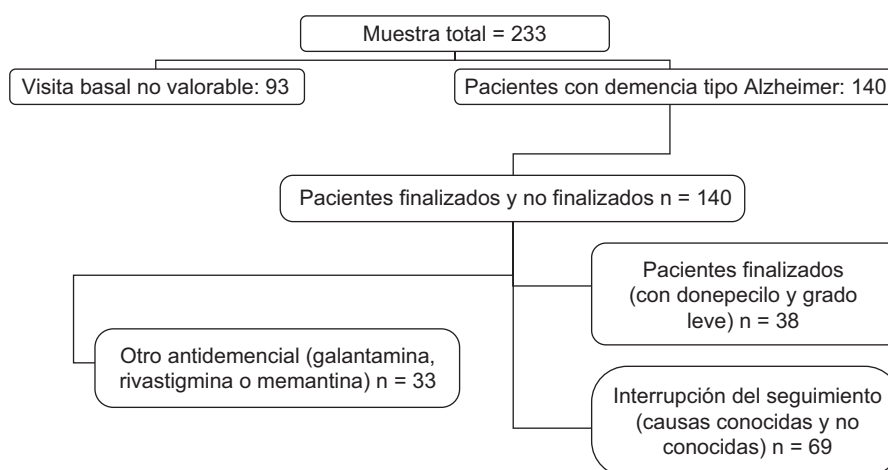 Muestra total = 233
Visita basal no valorable: 93
Pacientes con demencia tipo Alzheimer: 140
Pacientes finalizados y no finalizados n = 140
Pacientes finalizados
(con donepecilo y grado
leve) n = 38
Otro antidemencial (galantamina,
rivastigmina o memantina) n = 33
Interrupción del seguimiento
(causas conocidas y no
conocidas) n = 69